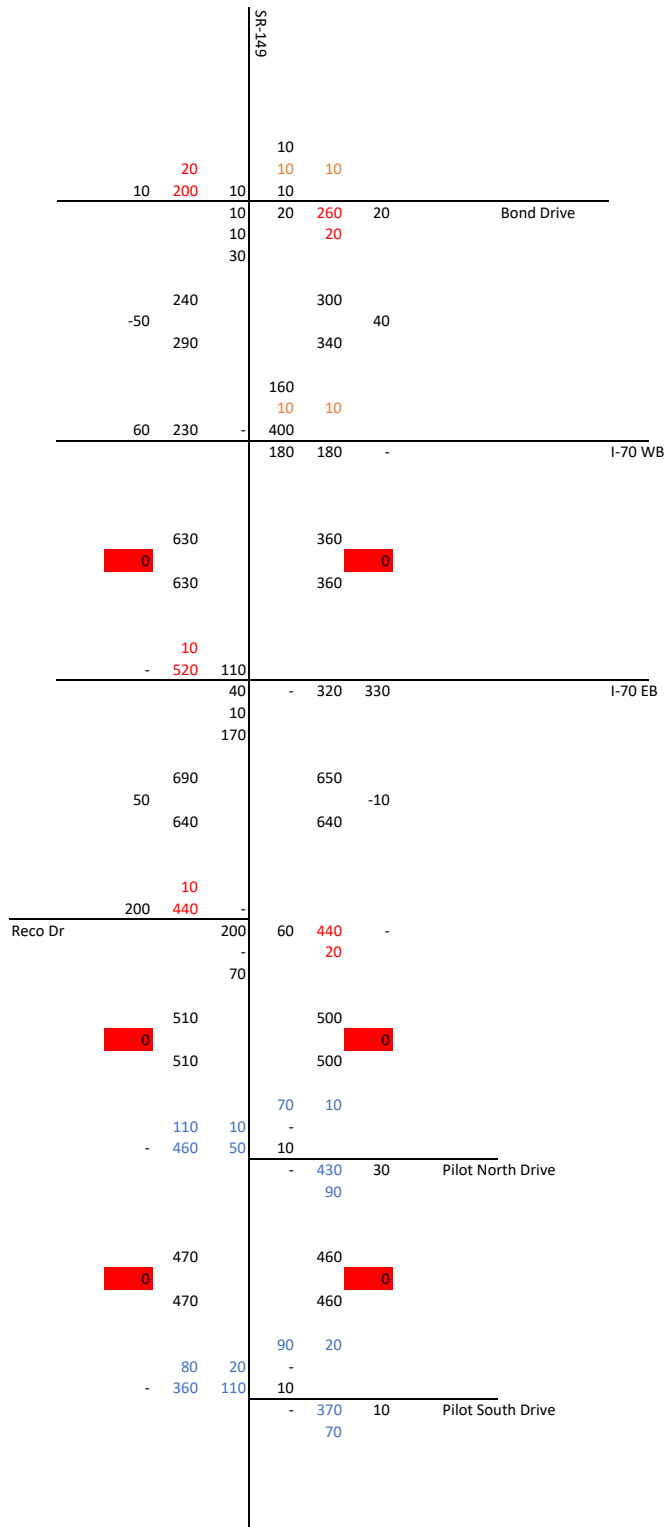 SR-149
10
20 10 10
10 200 10 10
10 20 260 20 Bond Drive
10 20
30
240 300
-50 40
290 340
160
10 10
60 230 - 400
180 180 - I-70 WB
630 360
0 0
630 360
10
- 520 110
40 - 320 330 I-70 EB
10
170
690 650
50 -10
640 640
10
200 440 -
Reco Dr 200 60 440 -
- 20
70
510 500
0 0
510 500
70 10
110 10 -
- 460 50 10
- 430 30 Pilot North Drive
90
470 460
0 0
470 460
90 20
80 20 -
- 360 110 10
- 370 10 Pilot South Drive
70